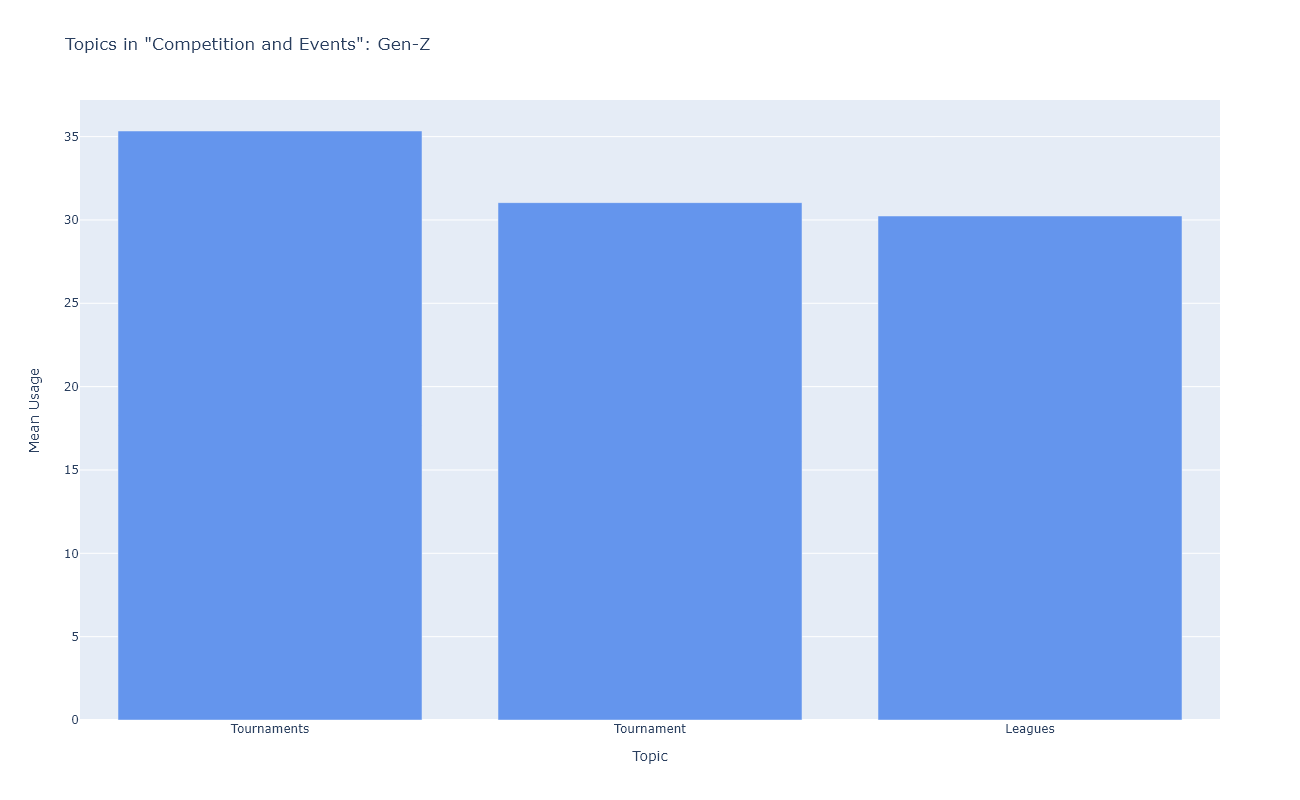 Topics in "Competition and Events": Gen-Z
Mean Usage
35
30
25
20
15
10
5
0
Tournaments
Tournament
Leagues
Topic